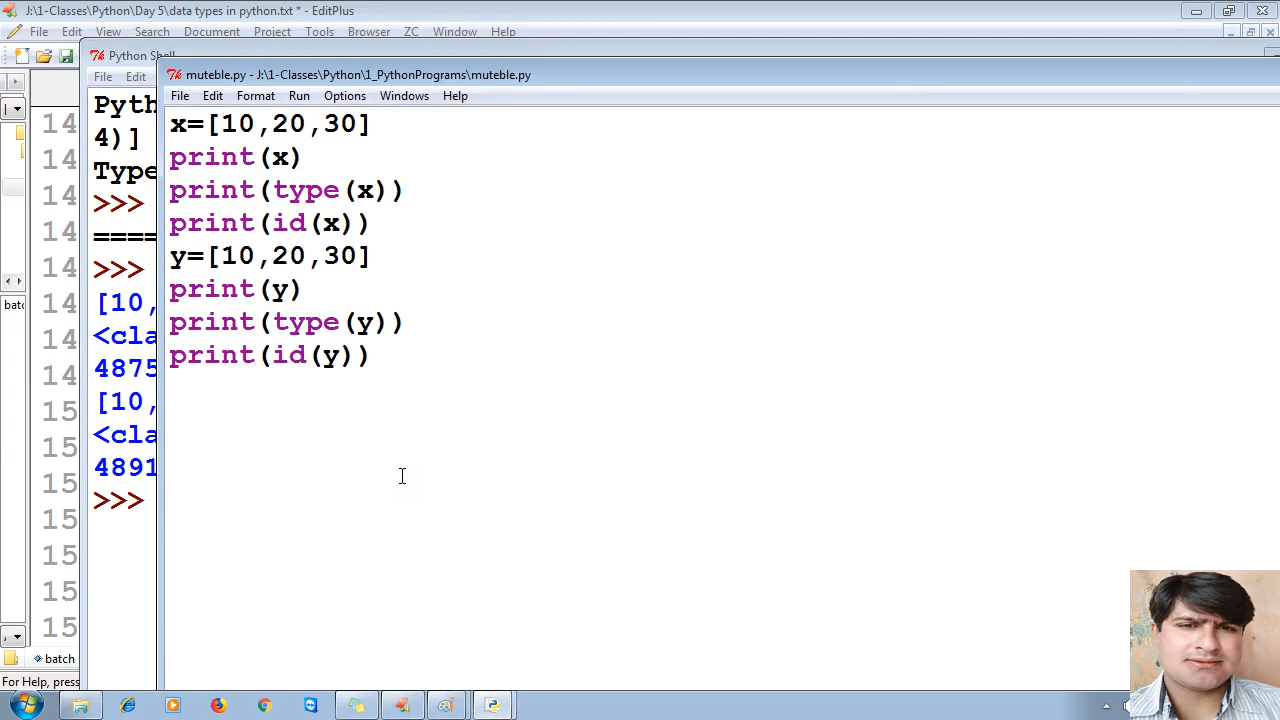 J:\1-Classes\Python\Day 5\data types in python.txt * - EditPlus
File Edit View Search Document Project Tools Browser ZC Window Help
Python Shell
File Edit
muteble.py - J:\1-Classes\Python\1_PythonPrograms\muteble.py
File Edit Format Run Options Windows Help
Pyth
4)]
Type
>>>
====
>>>
[10,
<cla
4875
[10,
<cla
4891
>>>
x=[10,20,30]
print(x)
print(type(x))
print(id(x))
y=[10,20,30]
print(y)
print(type(y))
print(id(y))
14
14
14
14
14
14
14
14
15
15
15
15
15
15
15
batc
batch
For Help, press